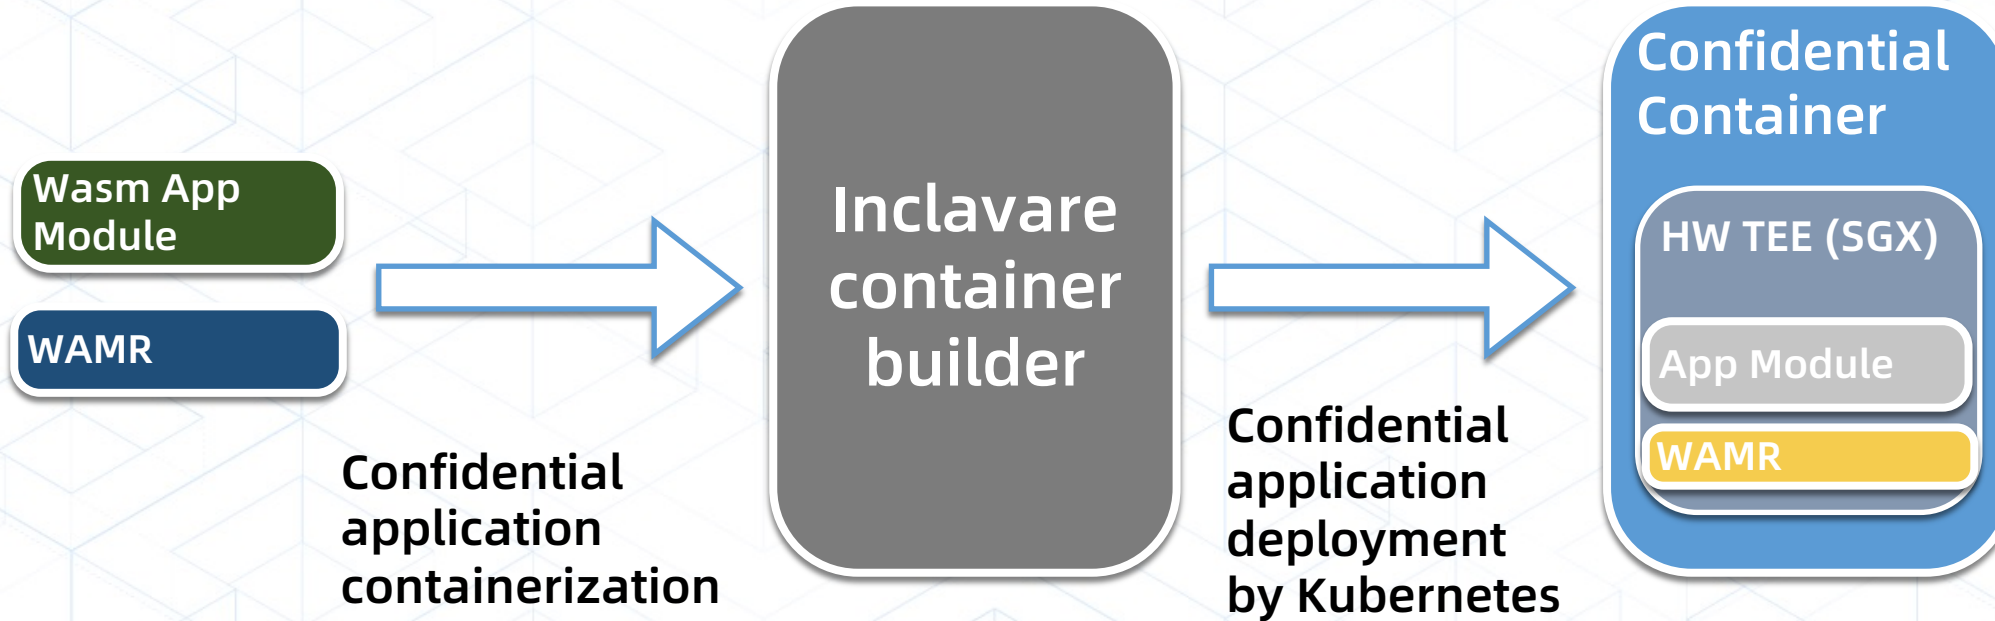 Wasm App
Module
WAMR
Confidential
application
containerization
Inclavare
container
builder
Confidential
application
deployment
by Kubernetes
Confidential
Container
HW TEE (SGX)
App Module
WAMR